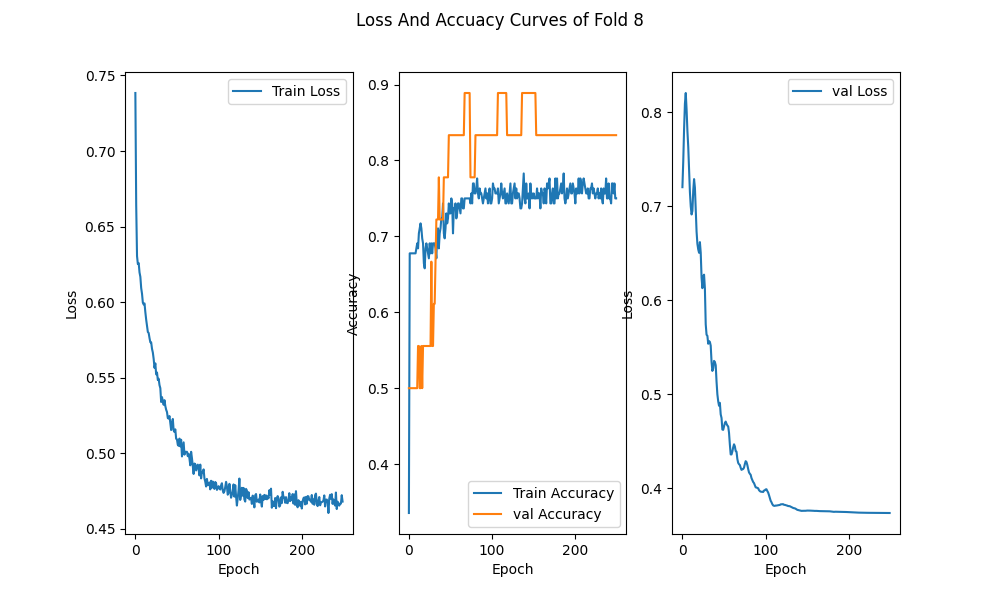 Loss And Accuacy Curves of Fold 8
Train Loss
0.75
0.70
0.65
0.60
0.55
0.50
0.45
Loss
0
100
200
Epoch
0.9
0.8
0.7
0.6
0.5
0.4
Accuracy
Train Accuracy
val Accuracy
0
100
200
Epoch
val Loss
0.8
0.7
0.6
0.5
0.4
Loss
0
100
200
Epoch